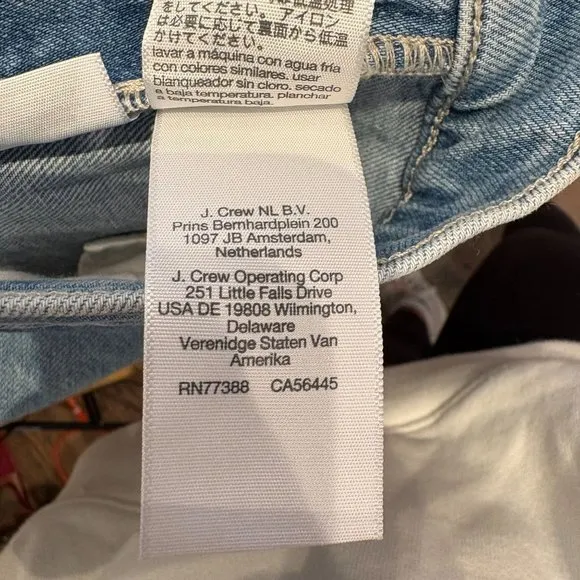 は必要に応じて裏面から低温
かけてください。
lavar a máquina con agua fría
con colores similares. usar
blanqueador sin cloro. secado
a baja temperatura. planchar
a temperatura baja.
J. Crew NL B.V.
Prins Bernhardplein 200
1097 JB Amsterdam,
Netherlands
J. Crew Operating Corp
251 Little Falls Drive
USA DE 19808 Wilmington,
Delaware
Verenidge Staten Van
Amerika
RN77388 CA56445